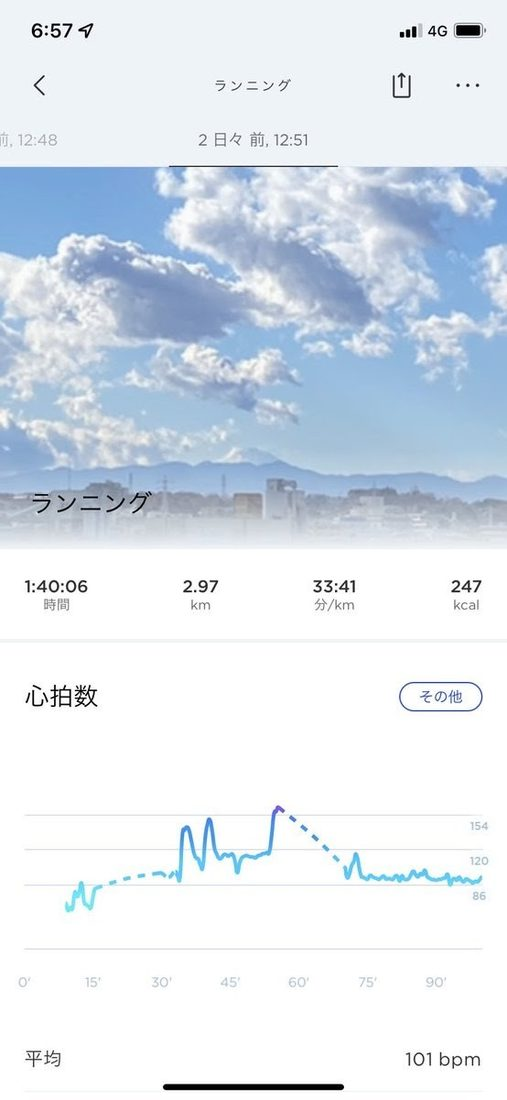 6:57 4G
ランニング
前, 12:48 2 日々 前, 12:51
ランニング
1:40:06 2.97 33:41 247
時間 km 分/km kcal
心拍数 その他
154
120
86
0' 15' 30' 45' 60' 75' 90'
平均 101 bpm